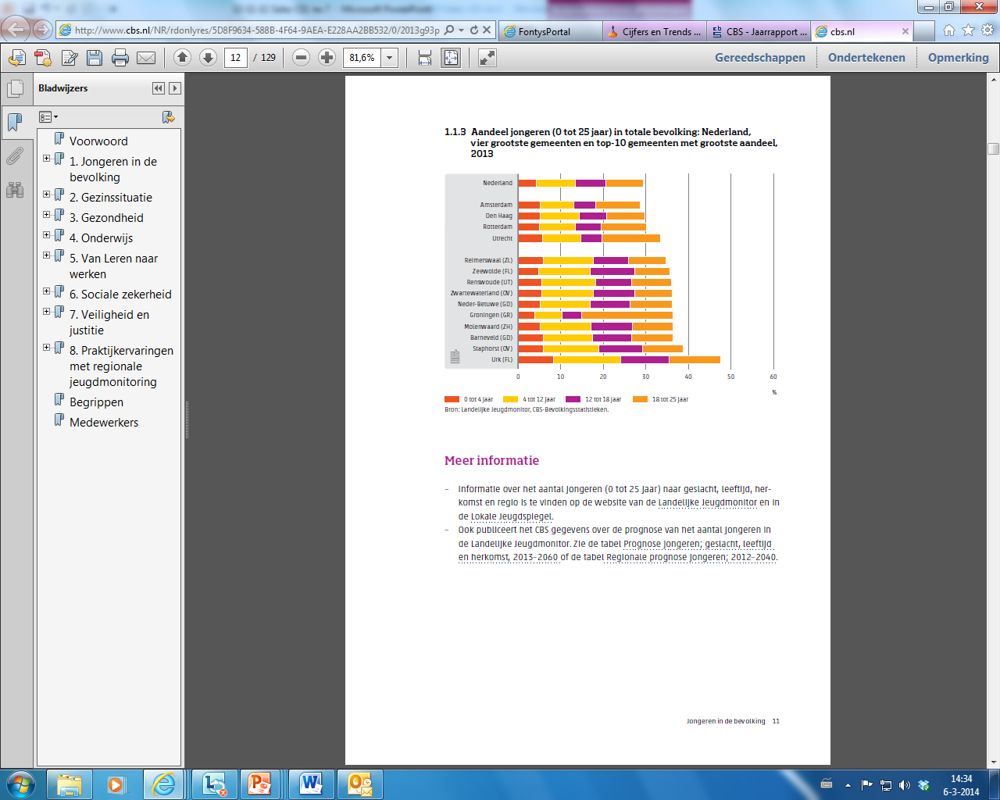 http://www.cbs.nl/NR/rdonlyres/5D8F9634-588B-4F64-9AEA-E228AA2BB532/0/2013g93p
FontysPortal
Cijfers en Trends ...
CBS - Jaarrapport ...
cbs.nl
12 / 129
81,6%
Gereedschappen
Ondertekenen
Opmerking
Bladwijzers
Voorwoord
1. Jongeren in de
bevolking
2. Gezinssituatie
3. Gezondheid
4. Onderwijs
5. Van Leren naar
werken
6. Sociale zekerheid
7. Veiligheid en
justitie
8. Praktijkervaringen
met regionale
jeugdmonitoring
Begrippen
Medewerkers
1.1.3 Aandeel jongeren (0 tot 25 jaar) in totale bevolking: Nederland,
vier grootste gemeenten en top-10 gemeenten met grootste aandeel,
2013
Nederland
Amsterdam
Den Haag
Rotterdam
Utrecht
Reimerswaal (ZL)
Zeewolde (FL)
Renswoude (UT)
Zwartewaterland (OV)
Neder-Betuwe (GD)
Groningen (GR)
Molenwaard (ZH)
Barneveld (GD)
Staphorst (OV)
Urk (FL)
0 10 20 30 40 50 60
%
0 tot 4 jaar 4 tot 12 jaar 12 tot 18 jaar 18 tot 25 jaar
Bron: Landelijke Jeugdmonitor, CBS-Bevolkingsstatistieken.
Meer informatie
– Informatie over het aantal jongeren (0 tot 25 jaar) naar geslacht, leeftijd, her-
komst en regio is te vinden op de website van de Landelijke Jeugdmonitor en in
de Lokale Jeugdspiegel.
– Ook publiceert het CBS gegevens over de prognose van het aantal jongeren in
de Landelijke Jeugdmonitor. Zie de tabel Prognose jongeren; geslacht, leeftijd
en herkomst, 2013–2060 of de tabel Regionale prognose jongeren; 2012–2040.
Jongeren in de bevolking 11
14:34
6-3-2014